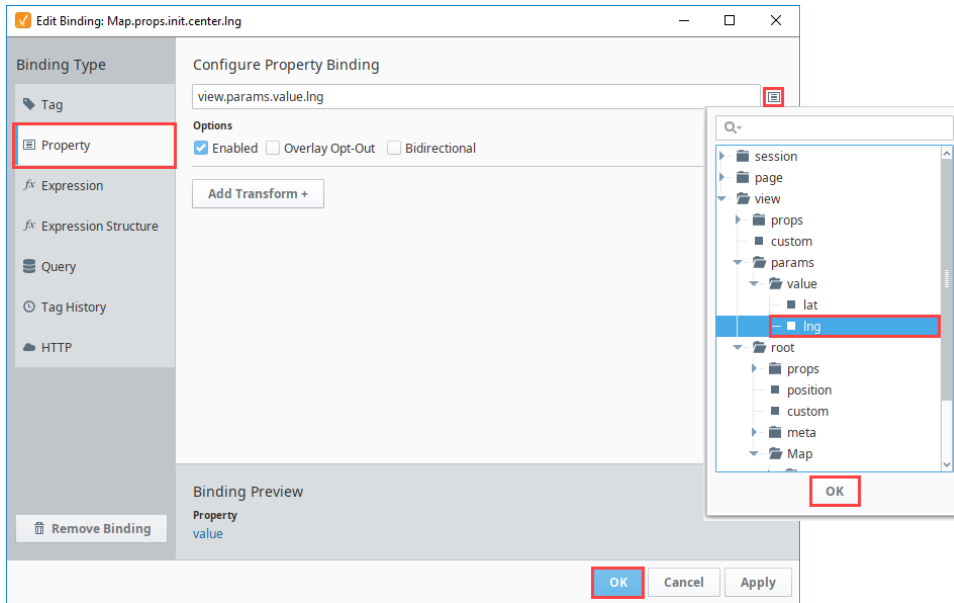 Edit Binding: Map.props.init.center.lng
Binding Type
Tag
Property
fx Expression
fx Expression Structure
Query
Tag History
HTTP
Remove Binding
Configure Property Binding
view.params.value.lng
Options
Enabled
Overlay Opt-Out
Bidirectional
Add Transform +
Binding Preview
Property
value
OK
Cancel
Apply
session
page
view
props
custom
params
value
lat
lng
root
props
position
custom
meta
Map
OK